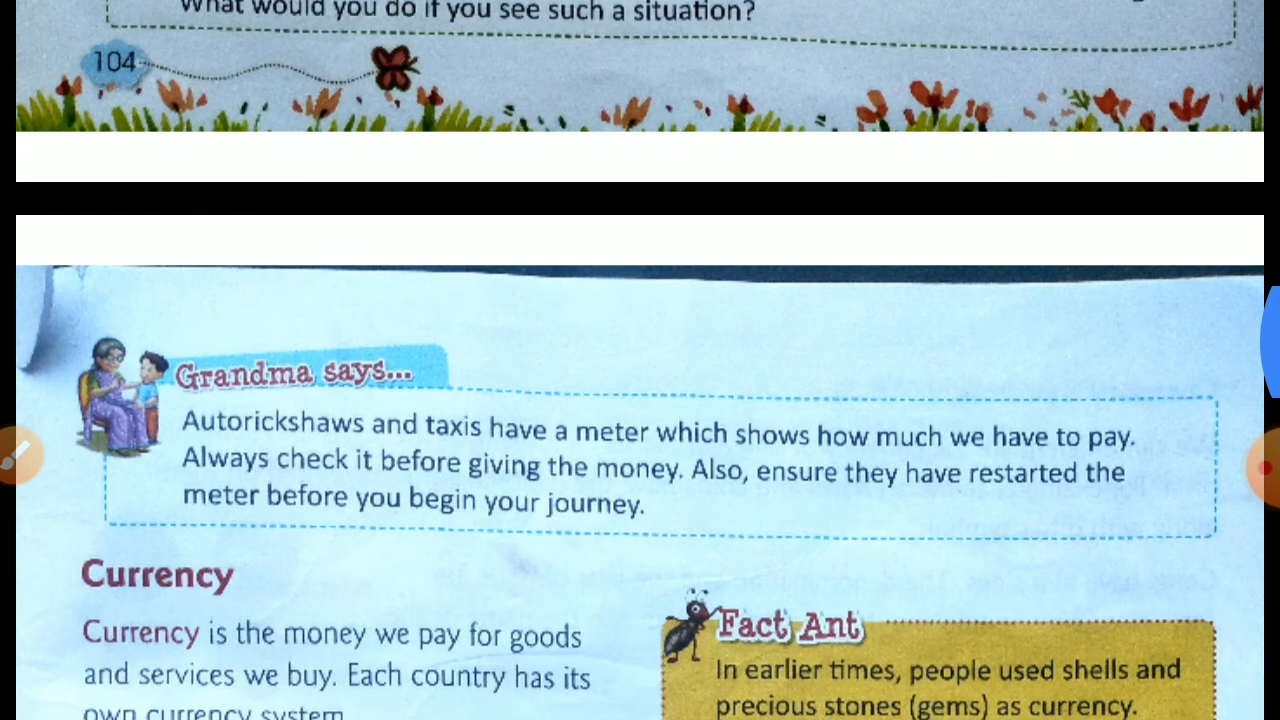 What would you do if you see such a situation?
104
Grandma says...
Autorickshaws and taxis have a meter which shows how much we have to pay.
Always check it before giving the money. Also, ensure they have restarted the
meter before you begin your journey.
Currency
Currency is the money we pay for goods
and services we buy. Each country has its
own currency system
Fact Ant
In earlier times, people used shells and
precious stones (gems) as currency.